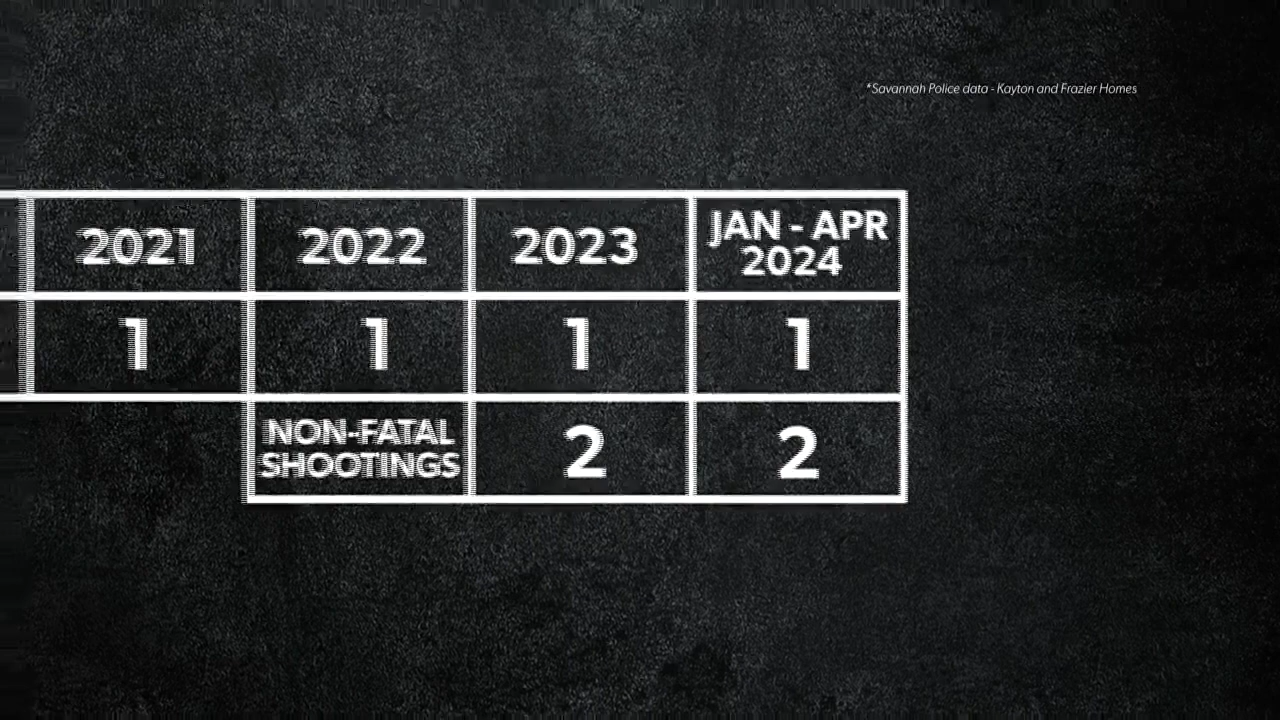 *Savannah Police data - Kayton and Frazier Homes
2021 2022 2023 JAN - APR 2024
1 1 1 1
NON-FATAL SHOOTINGS 2 2